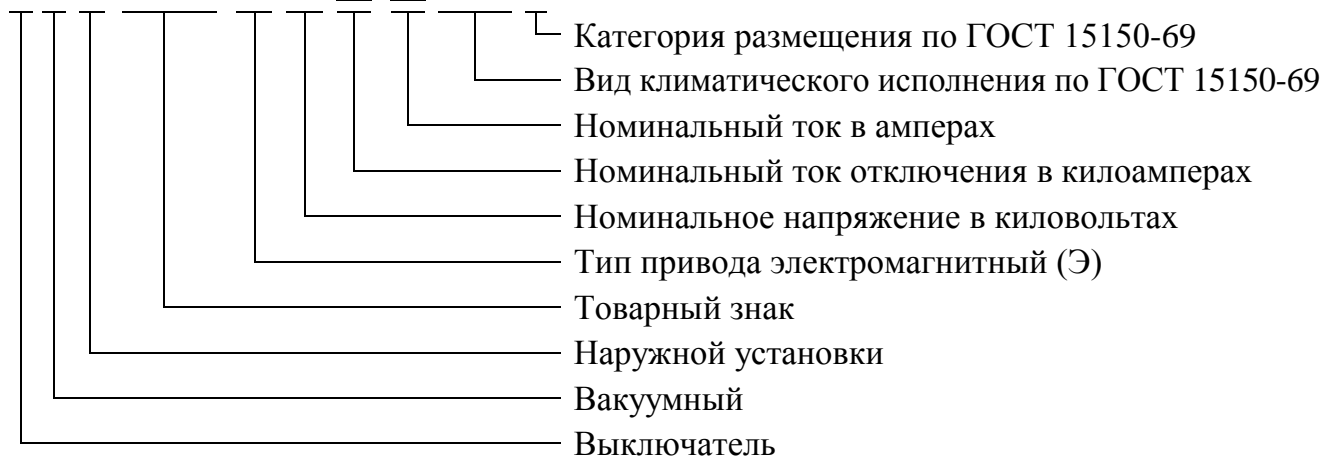 Категория размещения по ГОСТ 15150-69
Вид климатического исполнения по ГОСТ 15150-69
Номинальный ток в амперах
Номинальный ток отключения в килоамперах
Номинальное напряжение в киловольтах
Тип привода электромагнитный (Э)
Товарный знак
Наружной установки
Вакуумный
Выключатель